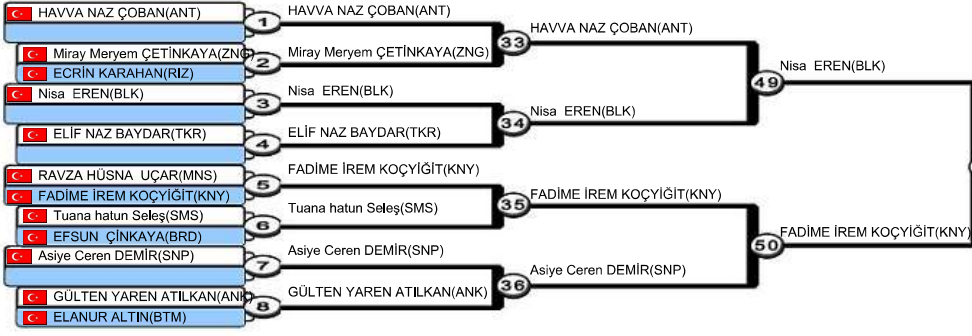 HAVVA NAZ ÇOBAN(ANT)
1
HAVVA NAZ ÇOBAN(ANT)
Miray Meryem ÇETİNKAYA(ZNG)
ECRİN KARAHAN(RIZ)
2
Miray Meryem ÇETİNKAYA(ZNG)
33
HAVVA NAZ ÇOBAN(ANT)
Nisa  EREN(BLK)
3
Nisa  EREN(BLK)
ELİF NAZ BAYDAR(TKR)
4
ELİF NAZ BAYDAR(TKR)
34
Nisa  EREN(BLK)
49
Nisa  EREN(BLK)
RAVZA HÜSNA  UÇAR(MNS)
FADİME İREM KOÇYİĞİT(KNY)
5
FADİME İREM KOÇYİĞİT(KNY)
Tuana hatun Seleş(SMS)
EFSUN  ÇİNKAYA(BRD)
6
Tuana hatun Seleş(SMS)
35
FADİME İREM KOÇYİĞİT(KNY)
Asiye Ceren DEMİR(SNP)
7
Asiye Ceren DEMİR(SNP)
GÜLTEN YAREN ATILKAN(ANK)
ELANUR ALTIN(BTM)
8
GÜLTEN YAREN ATILKAN(ANK)
36
Asiye Ceren DEMİR(SNP)
50
FADİME İREM KOÇYİĞİT(KNY)